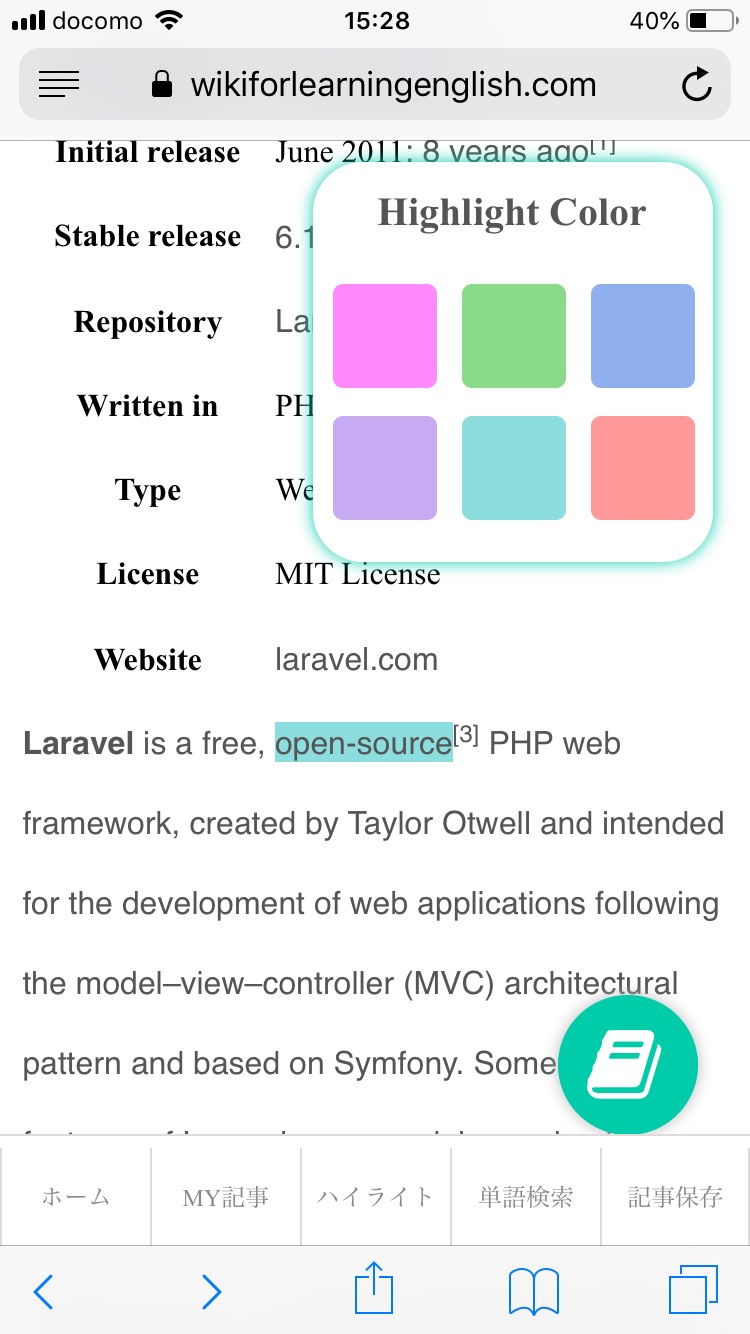 docomo 15:28 40%
wikiforlearningenglish.com
Initial release June 2011; 8 years ago[1]
Highlight Color
Stable release 6.1
Repository La
Written in PH
Type We
License MIT License
Website laravel.com
Laravel is a free, open-source[3] PHP web
framework, created by Taylor Otwell and intended
for the development of web applications following
the model–view–controller (MVC) architectural
pattern and based on Symfony. Some
ホーム MY記事 ハイライト 単語検索 記事保存